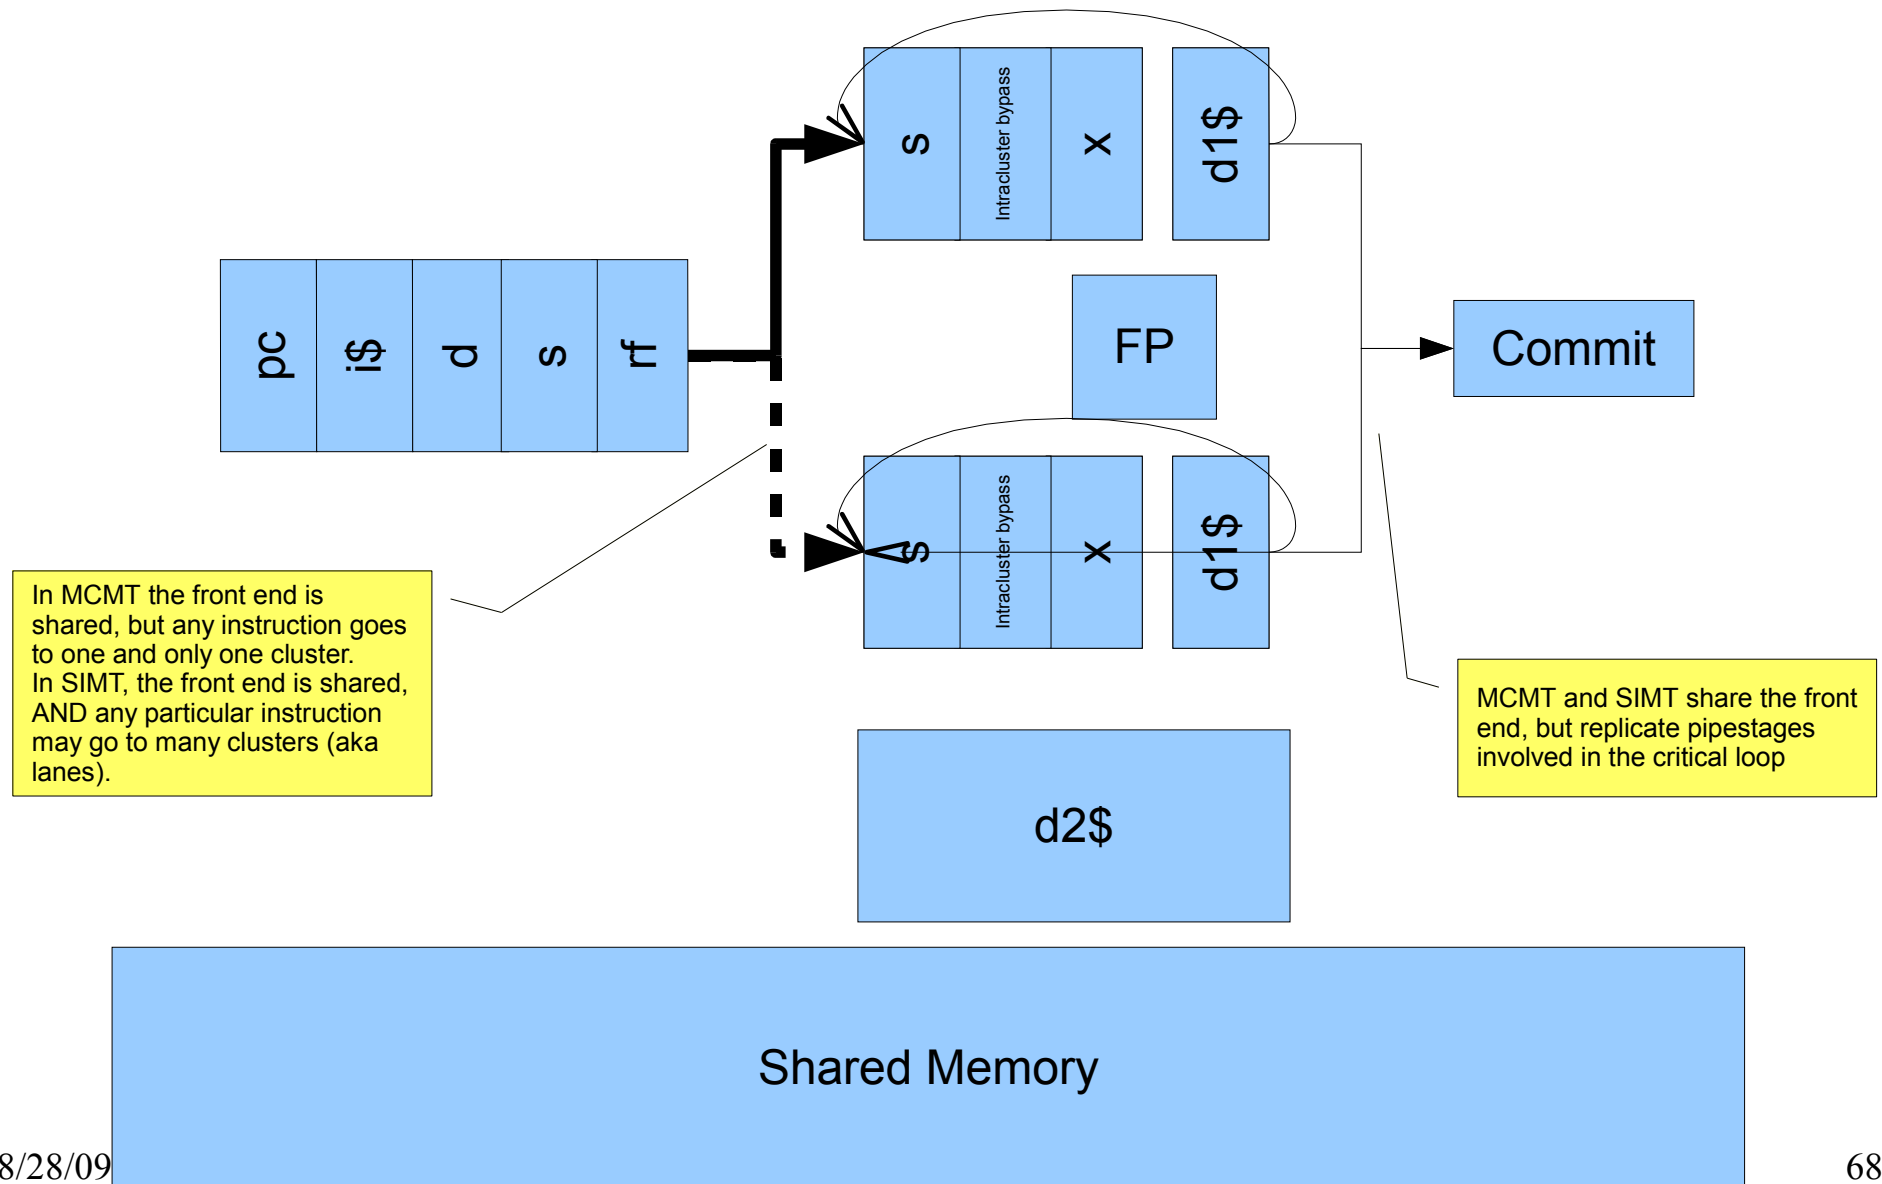 s
Intracluster bypass
x
d1$
pc
i$
d
s
rf
FP
Commit
s
Intracluster bypass
x
d1$
In MCMT the front end is
shared, but any instruction goes
to one and only one cluster.
In SIMT, the front end is shared,
AND any particular instruction
may go to many clusters (aka
lanes).
MCMT and SIMT share the front
end, but replicate pipestages
involved in the critical loop
d2$
Shared Memory
8/28/09
68